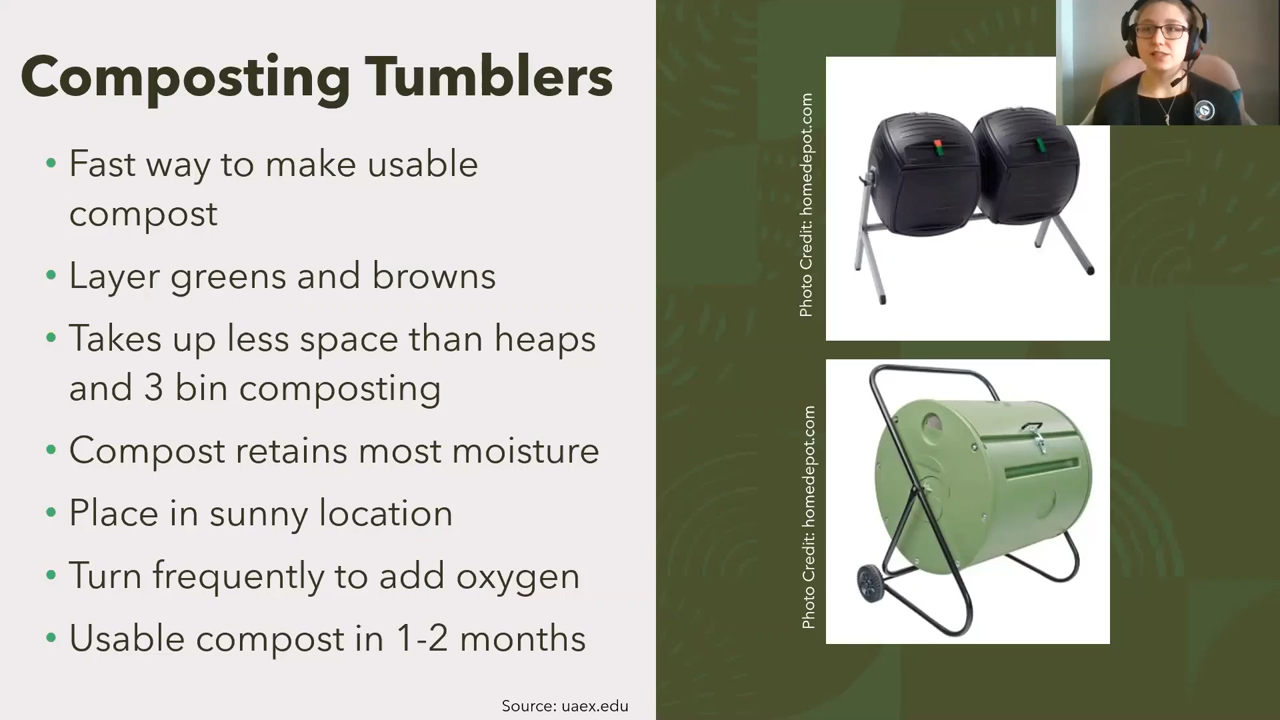 Composting Tumblers
• Fast way to make usable
compost
• Layer greens and browns
• Takes up less space than heaps
and 3 bin composting
• Compost retains most moisture
• Place in sunny location
• Turn frequently to add oxygen
• Usable compost in 1-2 months
Source: uaex.edu
Photo Credit: homedepot.com
Photo Credit: homedepot.com